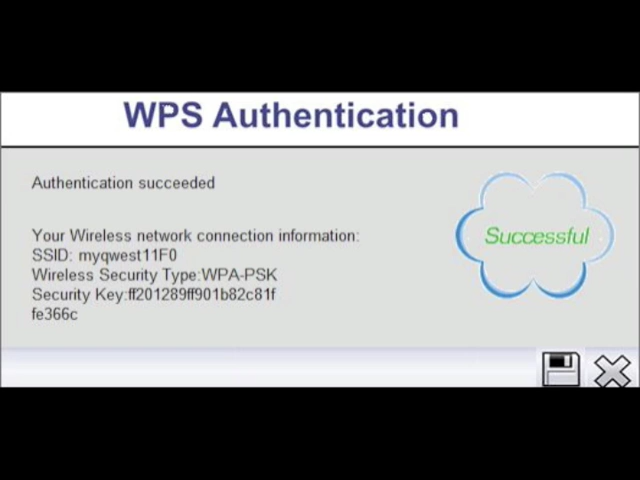 WPS Authentication
Authentication succeeded
Successful
Your Wireless network connection information:
SSID: myqwest11F0
Wireless Security Type:WPA-PSK
Security Key:ff201289ff901b82c81f
fe366c